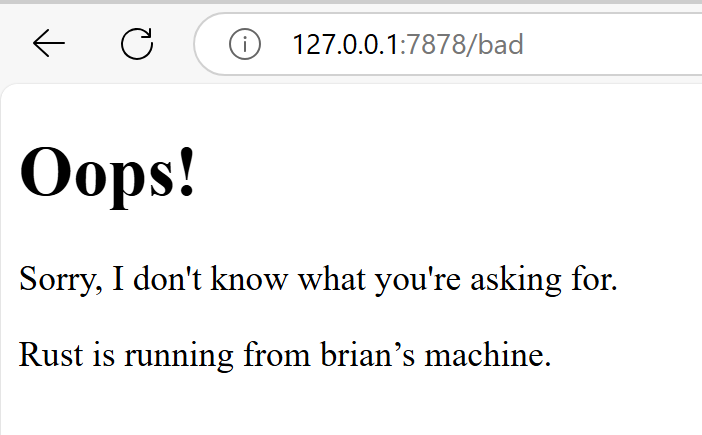 127.0.0.1:7878/bad
Oops!
Sorry, I don't know what you're asking for.
Rust is running from brian’s machine.